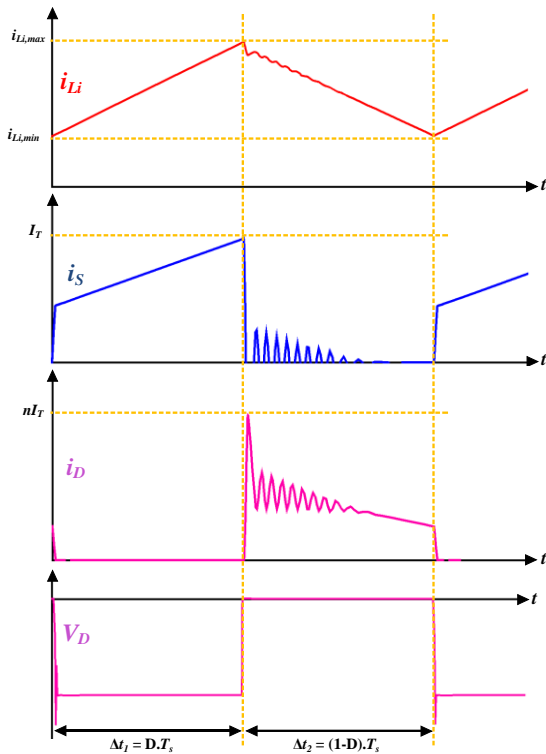 i_{Li,max}
i_{Li}
i_{Li,min}
t
I_T
i_S
t
nI_T
i_D
t
t
V_D
Δt_1 = D.T_s
Δt_2 = (1-D).T_s